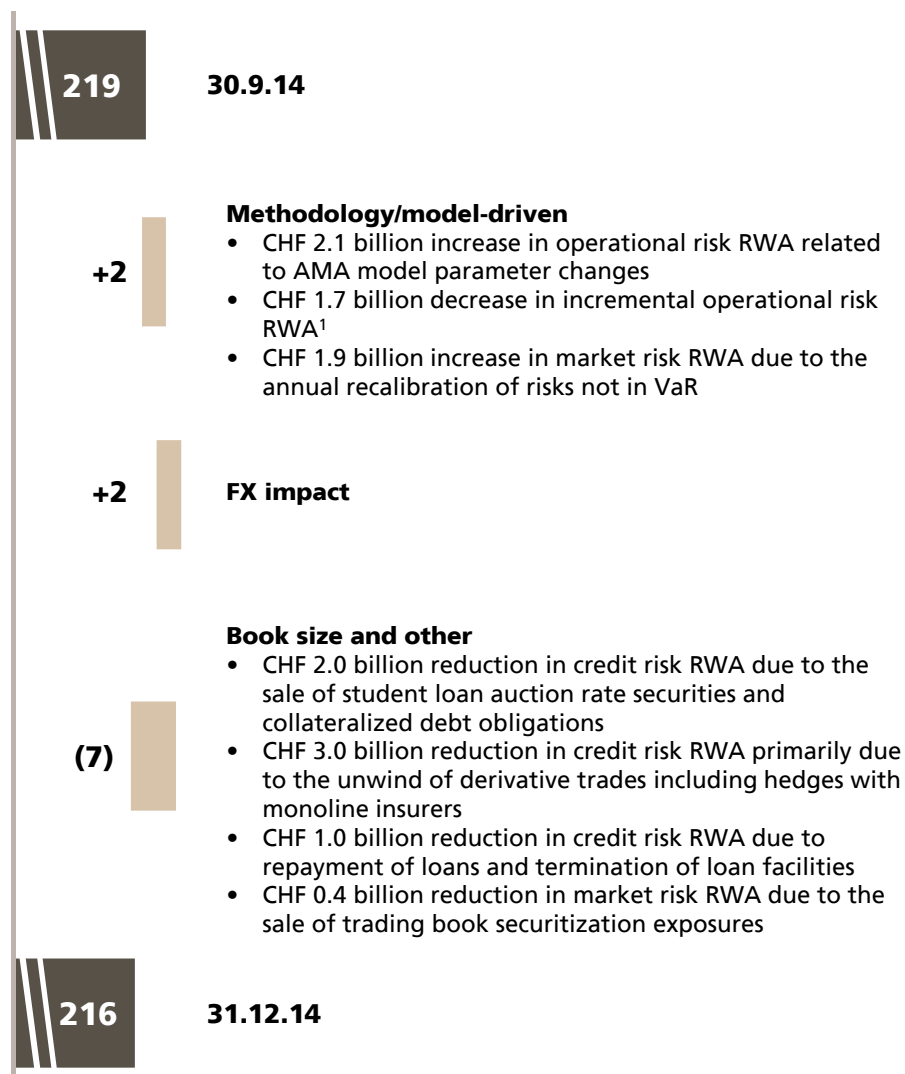 219 30.9.14
Methodology/model-driven
• CHF 2.1 billion increase in operational risk RWA related
+2 to AMA model parameter changes
• CHF 1.7 billion decrease in incremental operational risk
RWA¹
• CHF 1.9 billion increase in market risk RWA due to the
annual recalibration of risks not in VaR
+2 FX impact
Book size and other
• CHF 2.0 billion reduction in credit risk RWA due to the
sale of student loan auction rate securities and
collateralized debt obligations
(7) • CHF 3.0 billion reduction in credit risk RWA primarily due
to the unwind of derivative trades including hedges with
monoline insurers
• CHF 1.0 billion reduction in credit risk RWA due to
repayment of loans and termination of loan facilities
• CHF 0.4 billion reduction in market risk RWA due to the
sale of trading book securitization exposures
216 31.12.14